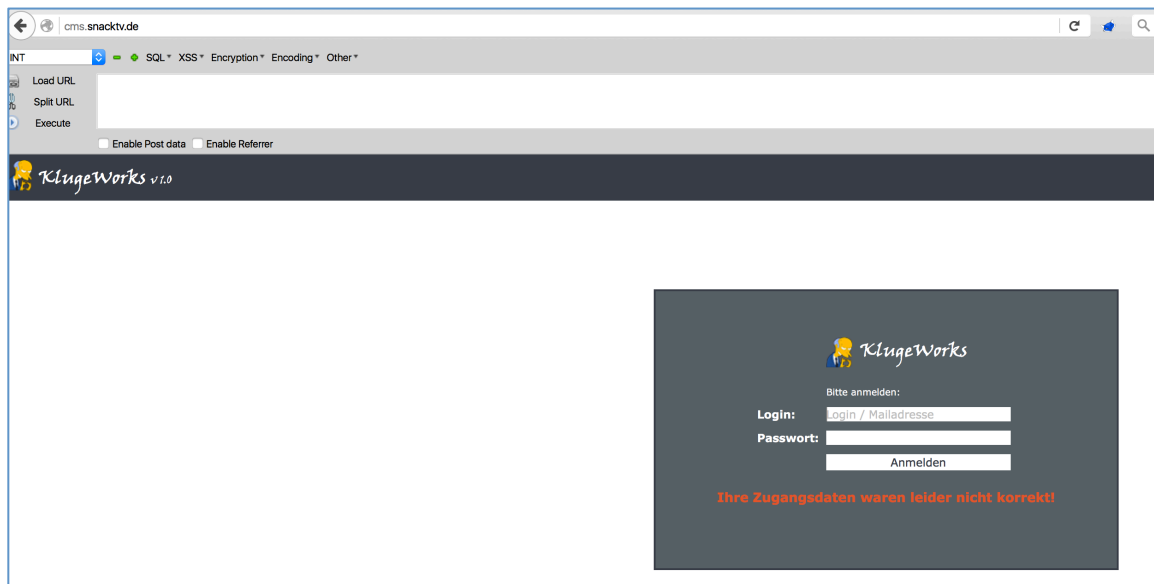 cms.snacktv.de
INT SQL XSS Encryption Encoding Other
Load URL
Split URL
Execute
Enable Post data Enable Referrer
KlugeWorks v 1.0
KlugeWorks
Bitte anmelden:
Login: Login / Mailadresse
Passwort:
Anmelden
Ihre Zugangsdaten waren leider nicht korrekt!